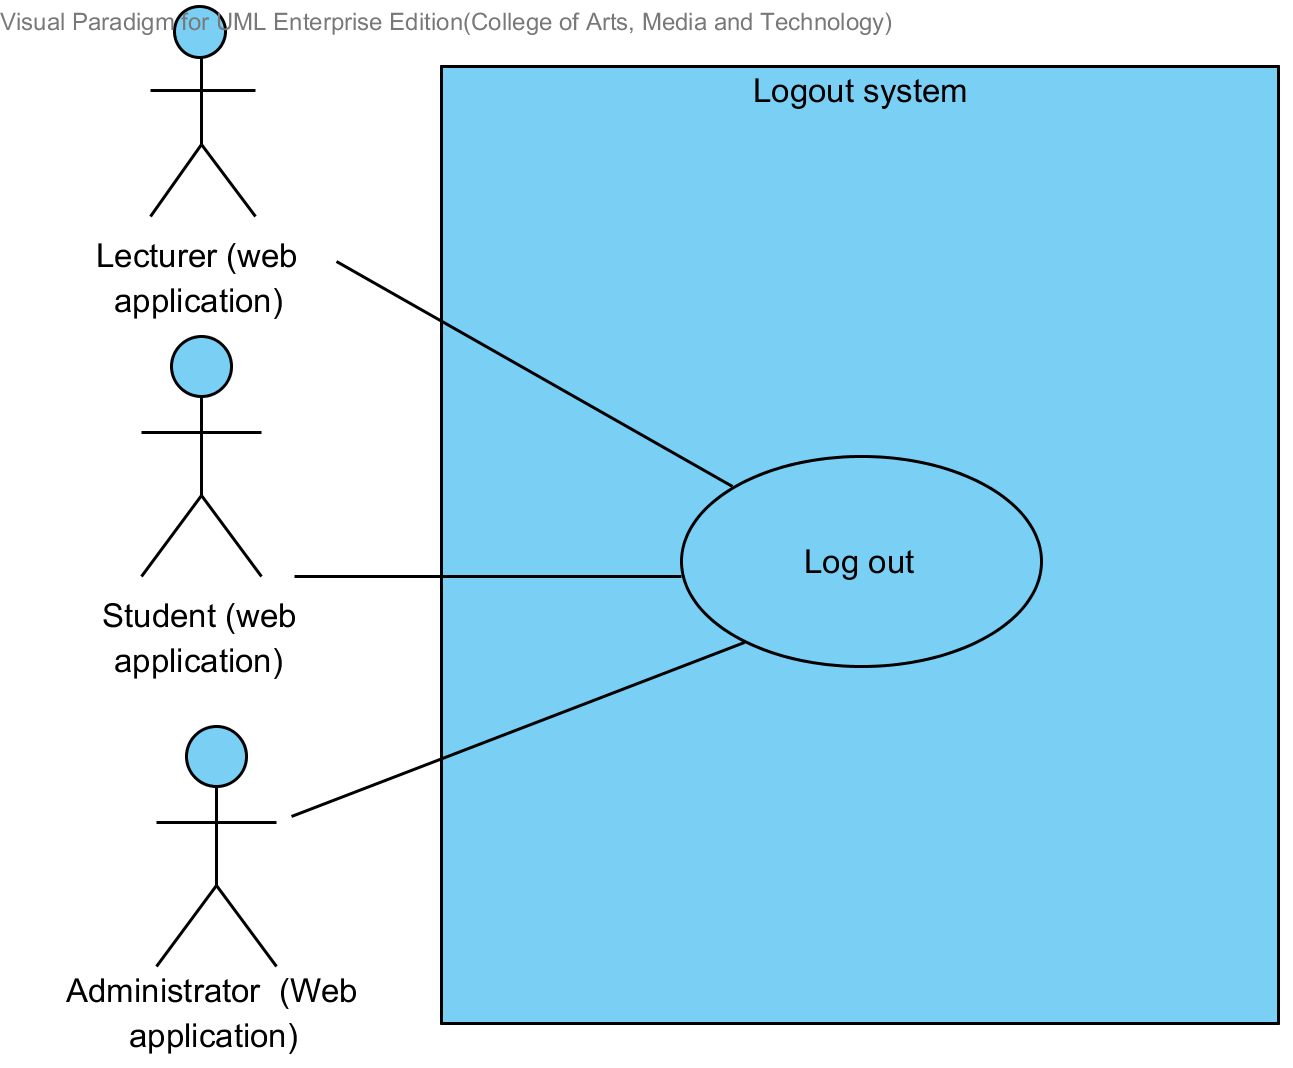 Visual Paradigm for UML Enterprise Edition(College of Arts, Media and Technology)
Logout system
Lecturer (web
application)
Log out
Student (web
application)
Administrator  (Web
application)